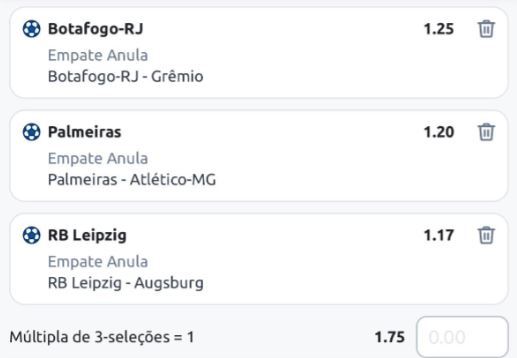 Botafogo-RJ 1.25
Empate Anula
Botafogo-RJ - Grêmio
Palmeiras 1.20
Empate Anula
Palmeiras - Atlético-MG
RB Leipzig 1.17
Empate Anula
RB Leipzig - Augsburg
Múltipla de 3-seleções = 1 1.75 0.00